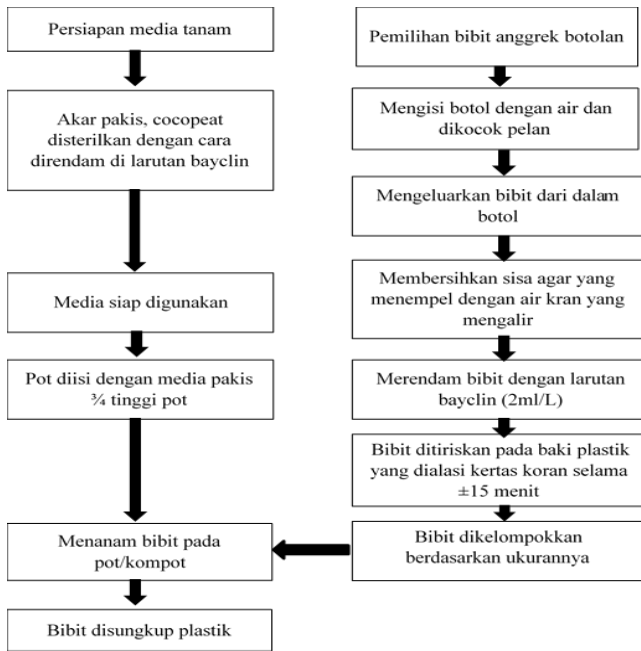 Persiapan media tanam
Akar pakis, cocopeat
disterilkan dengan cara
direndam di larutan bayclin
Media siap digunakan
Pot diisi dengan media pakis
¾ tinggi pot
Menanam bibit pada
pot/kompot
Bibit disungkup plastik
Pemilihan bibit anggrek botolan
Mengisi botol dengan air dan
dikocok pelan
Mengeluarkan bibit dari dalam
botol
Membersihkan sisa agar yang
menempel dengan air kran yang
mengalir
Merendam bibit dengan larutan
bayclin (2ml/L)
Bibit ditiriskan pada baki plastik
yang dialasi kertas koran selama
±15 menit
Bibit dikelompokkan
berdasarkan ukurannya